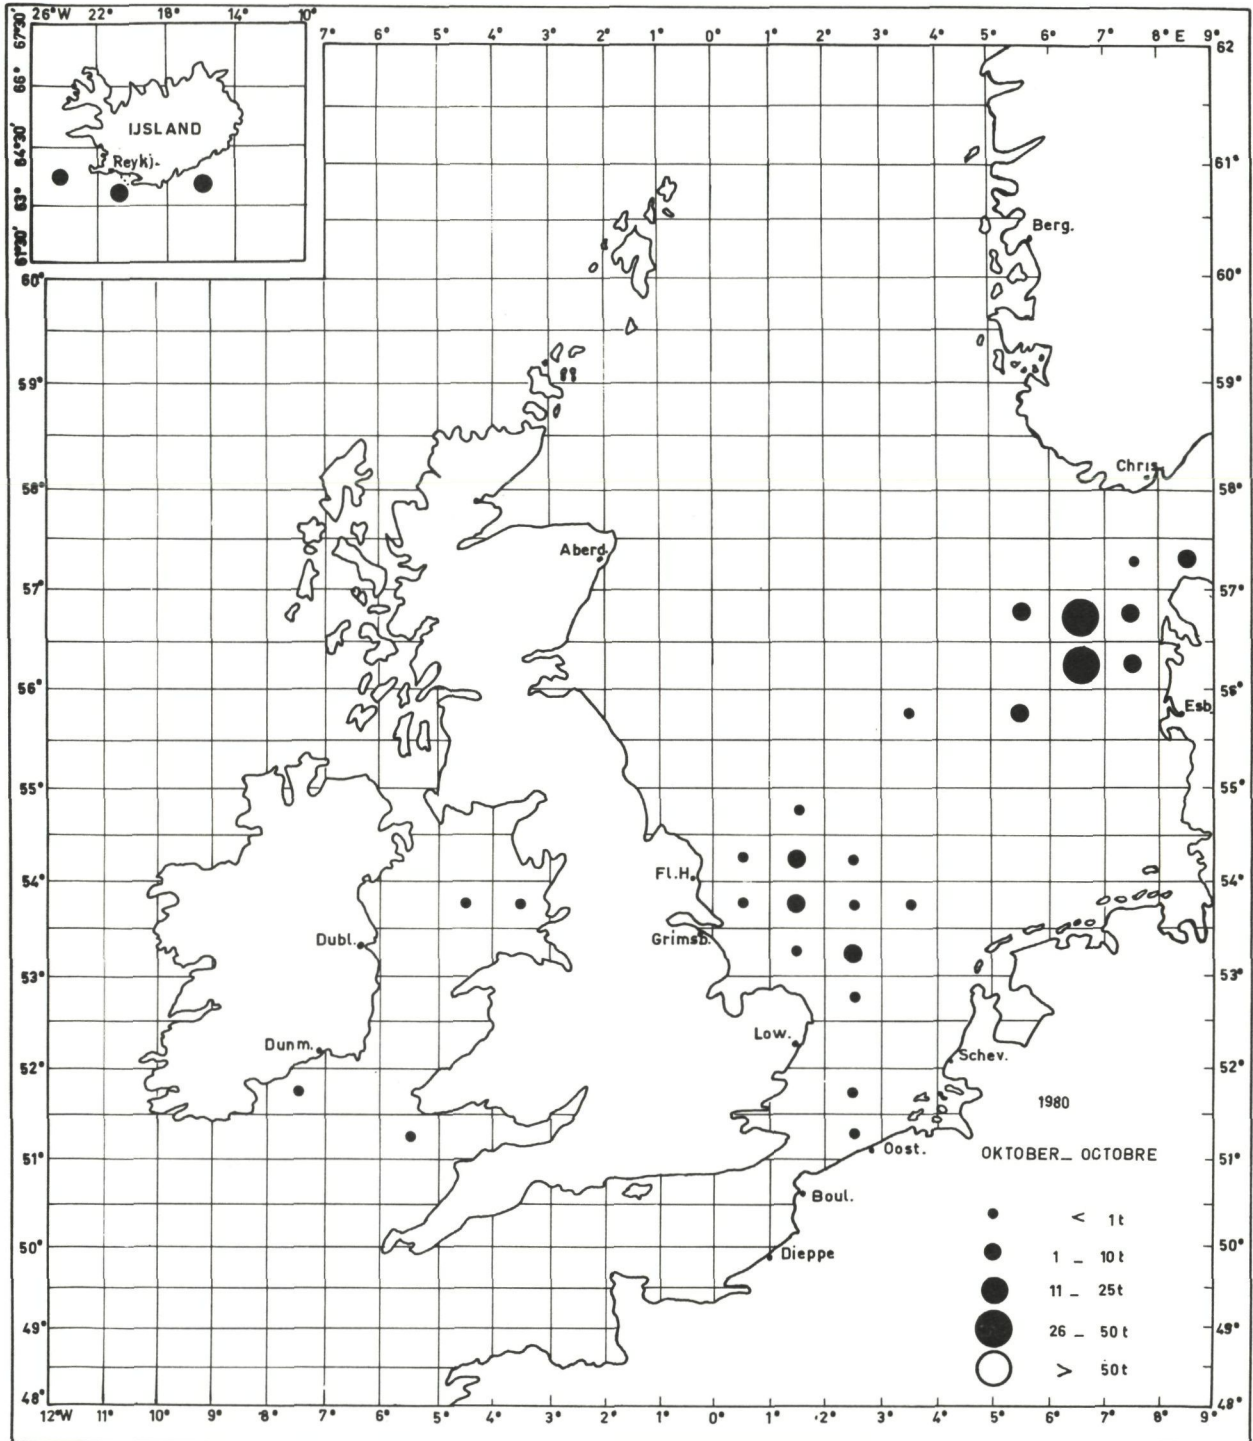 26°W 22° 18° 14° 10°
67°30'
66°
64°30'
63°
61°30'
IJSLAND
Reykj.
7° 6° 5° 4° 3° 2° 1° 0° 1° 2° 3° 4° 5° 6° 7° 8° E 9°
62
61°
60°
60°
59°
59°
58°
58°
57°
57°
56°
56°
55°
55°
54°
54°
53°
53°
52°
52°
51°
51°
50°
50°
49°
49°
48°
48°
Berg.
Chris.
Aberd.
Esb
Fl.H.
Grimsb.
Dubl.
Dunm.
Low.
Schev.
Oost.
Boul.
Dieppe
1980
OKTOBER_ OCTOBRE
< 1t
1 _ 10t
11 _ 25t
26 _ 50t
> 50t
12°W 11° 10° 9° 8° 7° 6° 5° 4° 3° 2° 1° 0° 1° 2° 3° 4° 5° 6° 7° 8°